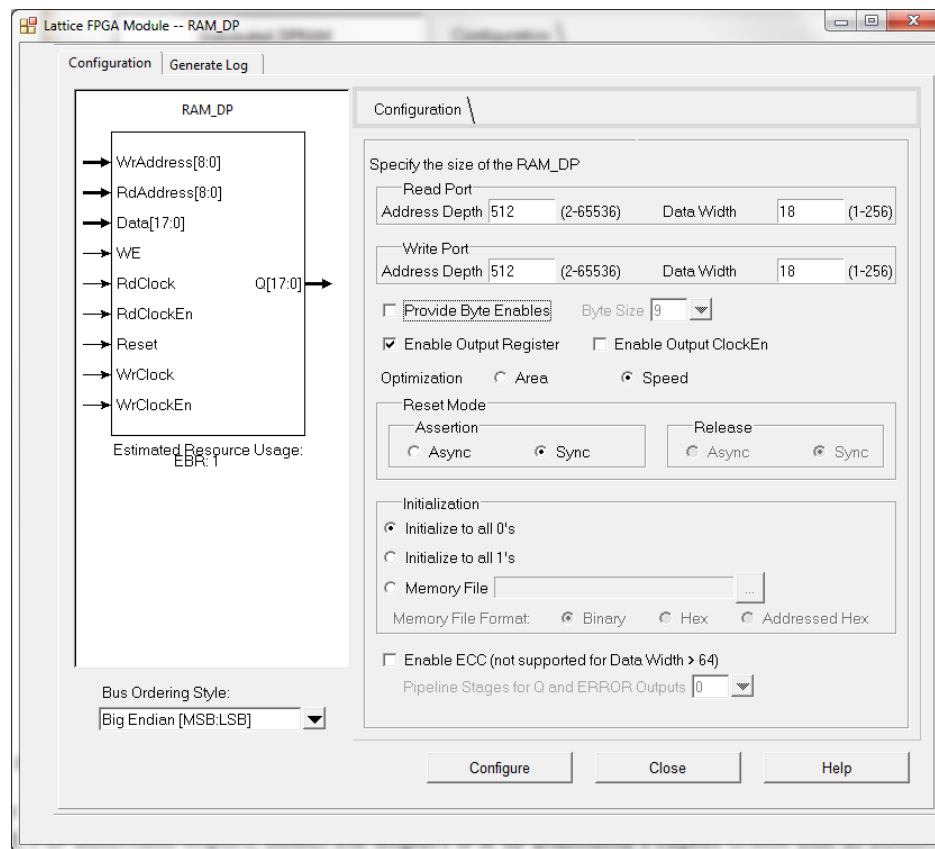 Lattice FPGA Module -- RAM_DP
Configuration Generate Log
RAM_DP
WrAddress[8:0]
RdAddress[8:0]
Data[17:0]
WE
RdClock Q[17:0]
RdClockEn
Reset
WrClock
WrClockEn
Estimated Resource Usage:
EBR: 1
Bus Ordering Style:
Big Endian [MSB:LSB]
Configuration
Specify the size of the RAM_DP
Read Port
Address Depth 512 (2-65536) Data Width 18 (1-256)
Write Port
Address Depth 512 (2-65536) Data Width 18 (1-256)
Provide Byte Enables Byte Size 9
Enable Output Register Enable Output ClockEn
Optimization Area Speed
Reset Mode
Assertion Release
Async Sync Async Sync
Initialization
Initialize to all 0's
Initialize to all 1's
Memory File ...
Memory File Format: Binary Hex Addressed Hex
Enable ECC (not supported for Data Width > 64)
Pipeline Stages for Q and ERROR Outputs 0
Configure Close Help